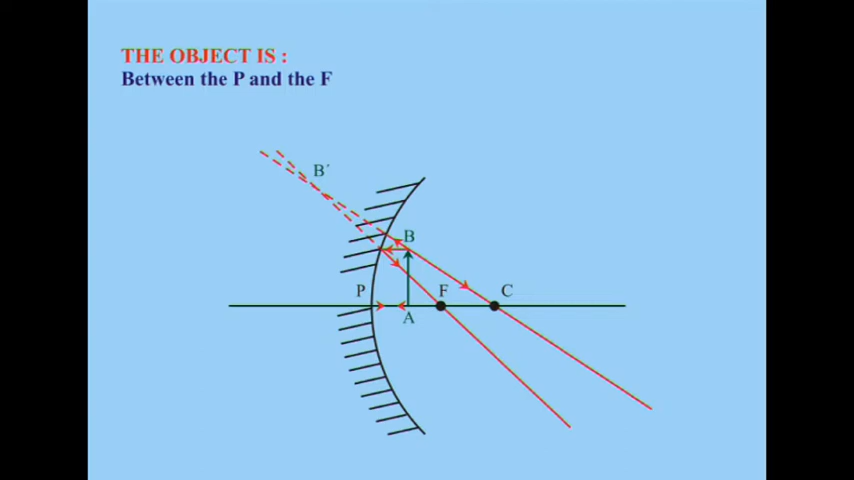 THE OBJECT IS :
Between the P and the F
B´
B
P
F
C
A